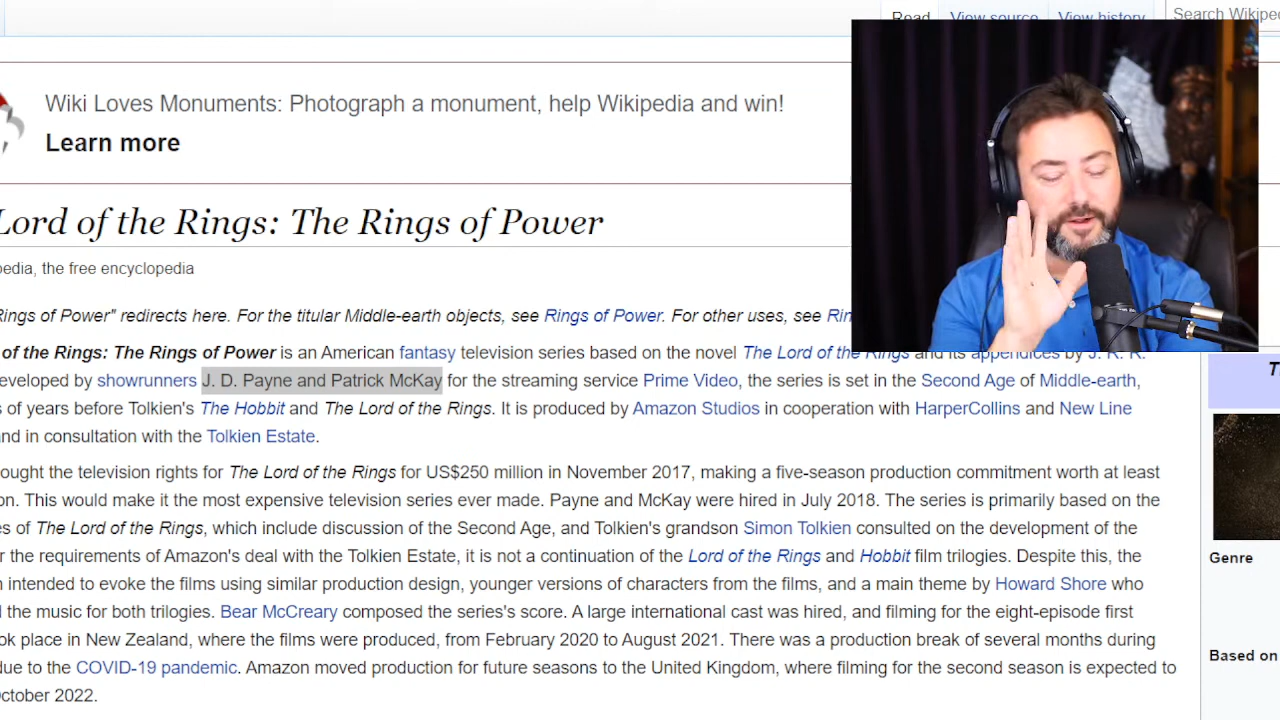 Read View source View history Search Wikipe
Wiki Loves Monuments: Photograph a monument, help Wikipedia and win!
Learn more
Lord of the Rings: The Rings of Power
pedia, the free encyclopedia
Rings of Power" redirects here. For the titular Middle-earth objects, see Rings of Power. For other uses, see Rin
of the Rings: The Rings of Power is an American fantasy television series based on the novel The Lord of the Rings and its appendices by J. R. R.
eveloped by showrunners J. D. Payne and Patrick McKay for the streaming service Prime Video, the series is set in the Second Age of Middle-earth,
s of years before Tolkien's The Hobbit and The Lord of the Rings. It is produced by Amazon Studios in cooperation with HarperCollins and New Line
nd in consultation with the Tolkien Estate.
ought the television rights for The Lord of the Rings for US$250 million in November 2017, making a five-season production commitment worth at least
on. This would make it the most expensive television series ever made. Payne and McKay were hired in July 2018. The series is primarily based on the
es of The Lord of the Rings, which include discussion of the Second Age, and Tolkien's grandson Simon Tolkien consulted on the development of the
r the requirements of Amazon's deal with the Tolkien Estate, it is not a continuation of the Lord of the Rings and Hobbit film trilogies. Despite this, the
n intended to evoke the films using similar production design, younger versions of characters from the films, and a main theme by Howard Shore who
d the music for both trilogies. Bear McCreary composed the series's score. A large international cast was hired, and filming for the eight-episode first
ok place in New Zealand, where the films were produced, from February 2020 to August 2021. There was a production break of several months during
due to the COVID-19 pandemic. Amazon moved production for future seasons to the United Kingdom, where filming for the second season is expected to
ctober 2022.
T
Genre
Based on